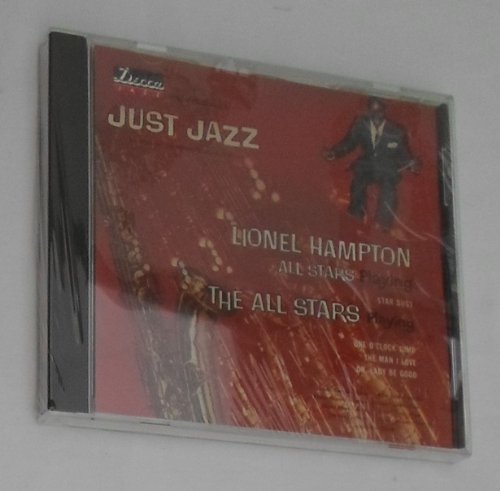 Decca
JAZZ
JUST JAZZ
LIONEL HAMPTON
ALL STARS Playing
STAR DUST
THE ALL STARS Playing
ONE O'CLOCK JUMP
THE MAN I LOVE
OH, LADY BE GOOD